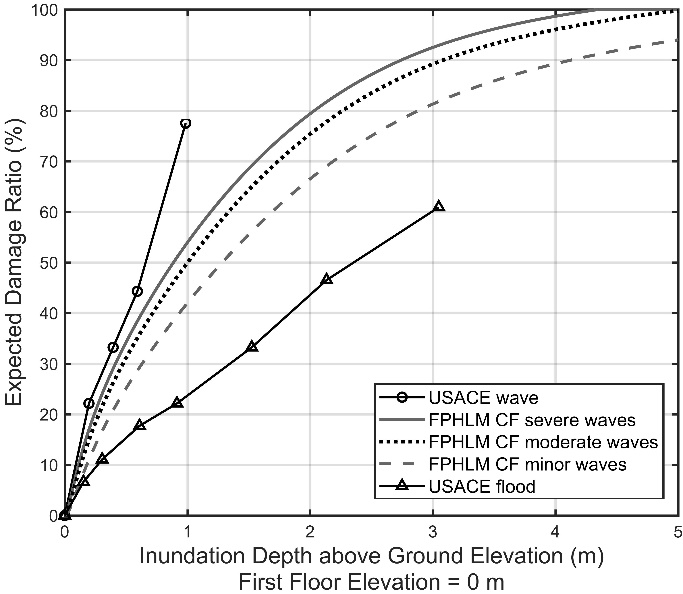 100
90
80
70
60
50
40
30
20
10
0
Expected Damage Ratio (%)
USACE wave
FPHLM CF severe waves
FPHLM CF moderate waves
FPHLM CF minor waves
USACE flood
0 1 2 3 4 5
Inundation Depth above Ground Elevation (m)
First Floor Elevation = 0 m